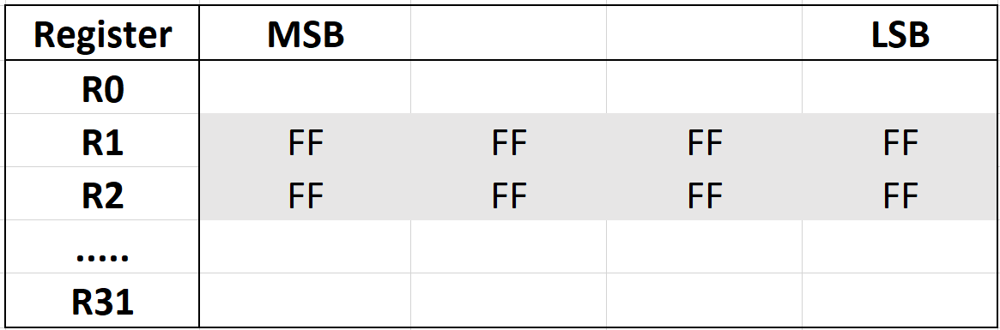 Register MSB LSB
R0
R1 FF FF FF FF
R2 FF FF FF FF
.....
R31